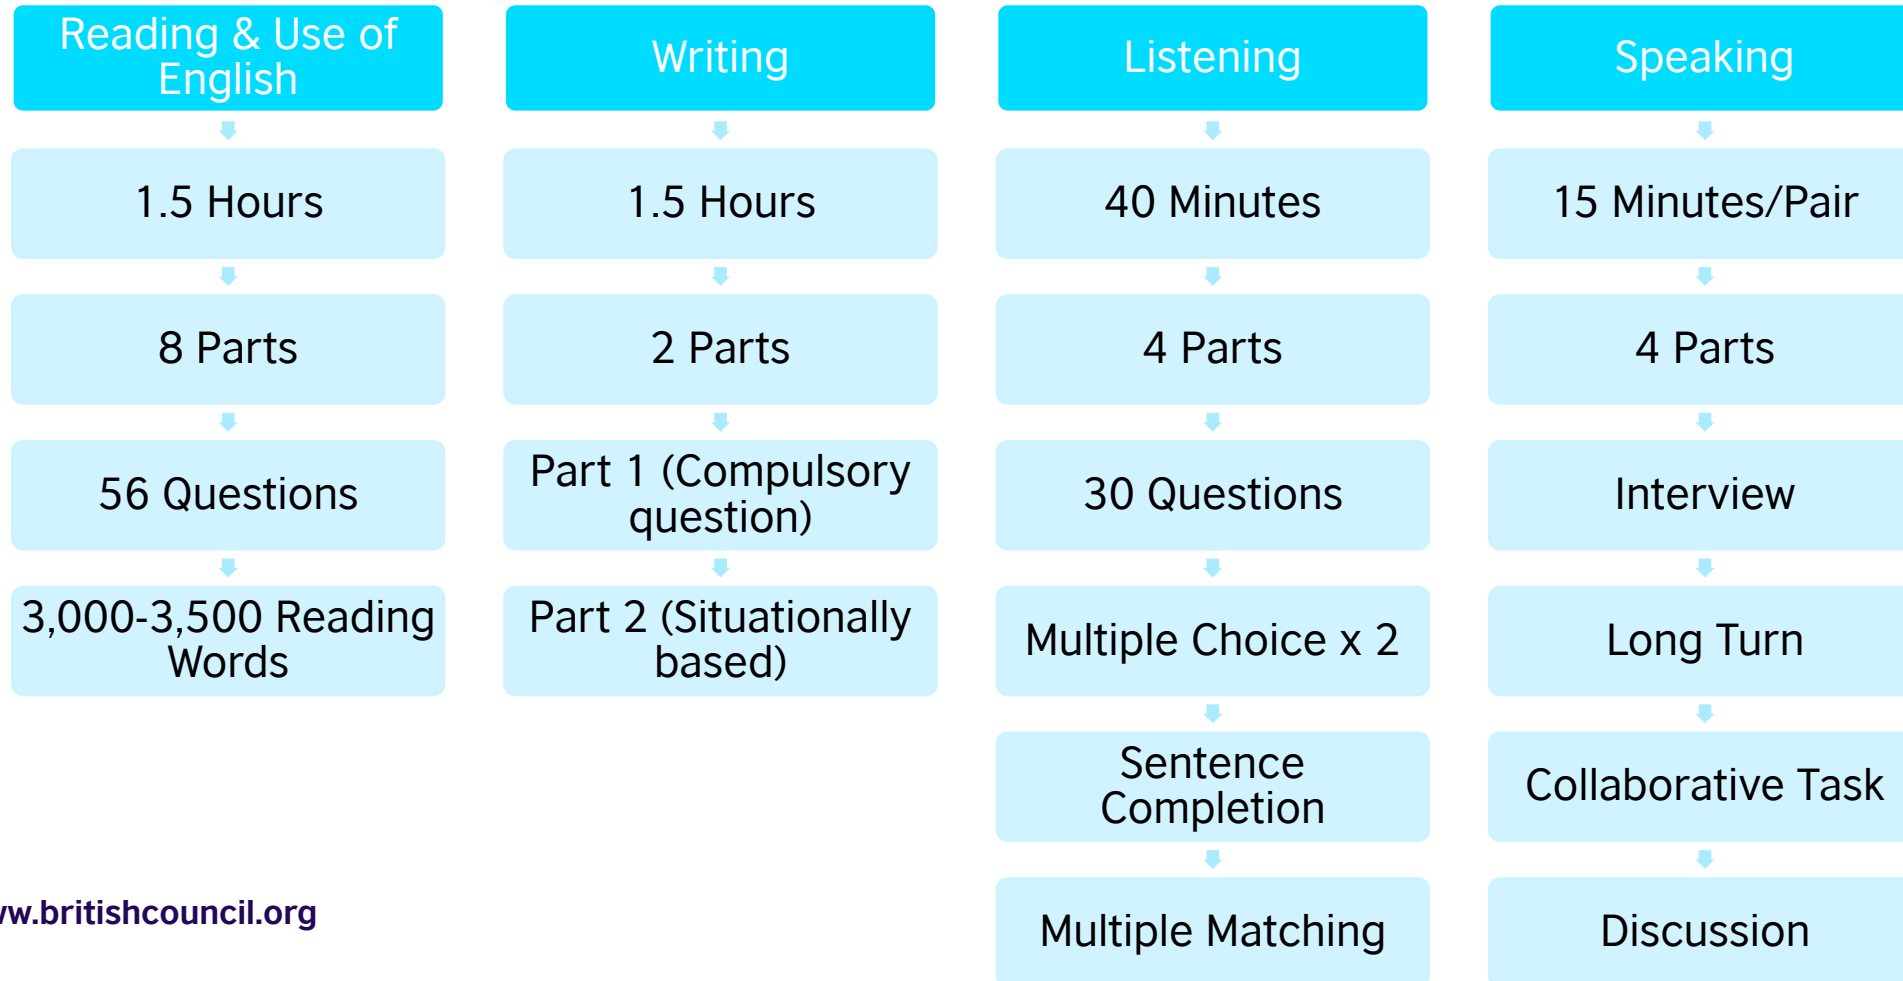 Reading & Use of
English
1.5 Hours
8 Parts
56 Questions
3,000-3,500 Reading
Words
Writing
1.5 Hours
2 Parts
Part 1 (Compulsory
question)
Part 2 (Situationally
based)
Listening
40 Minutes
4 Parts
30 Questions
Multiple Choice x 2
Sentence
Completion
Multiple Matching
Speaking
15 Minutes/Pair
4 Parts
Interview
Long Turn
Collaborative Task
Discussion
ww.britishcouncil.org